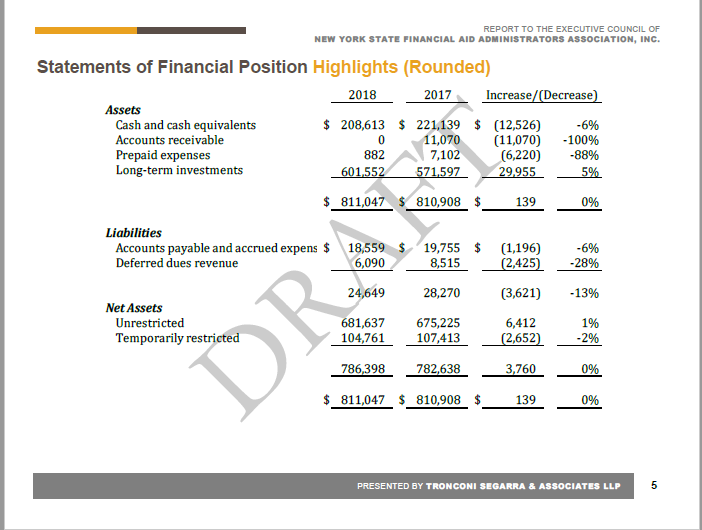 REPORT TO THE EXECUTIVE COUNCIL OF
NEW YORK STATE FINANCIAL AID ADMINISTRATORS ASSOCIATION, INC.
Statements of Financial Position Highlights (Rounded)
2018 2017 Increase/(Decrease)
Assets
Cash and cash equivalents $ 208,613 $ 221,139 $ (12,526) -6%
Accounts receivable 0 11,070 (11,070) -100%
Prepaid expenses 882 7,102 (6,220) -88%
Long-term investments 601,552 571,597 29,955 5%
$ 811,047 $ 810,908 $ 139 0%
Liabilities
Accounts payable and accrued expens $ 18,559 $ 19,755 $ (1,196) -6%
Deferred dues revenue 6,090 8,515 (2,425) -28%
24,649 28,270 (3,621) -13%
Net Assets
Unrestricted 681,637 675,225 6,412 1%
Temporarily restricted 104,761 107,413 (2,652) -2%
786,398 782,638 3,760 0%
$ 811,047 $ 810,908 $ 139 0%
DRAFT
PRESENTED BY TRONCONI SEGARRA & ASSOCIATES LLP 5